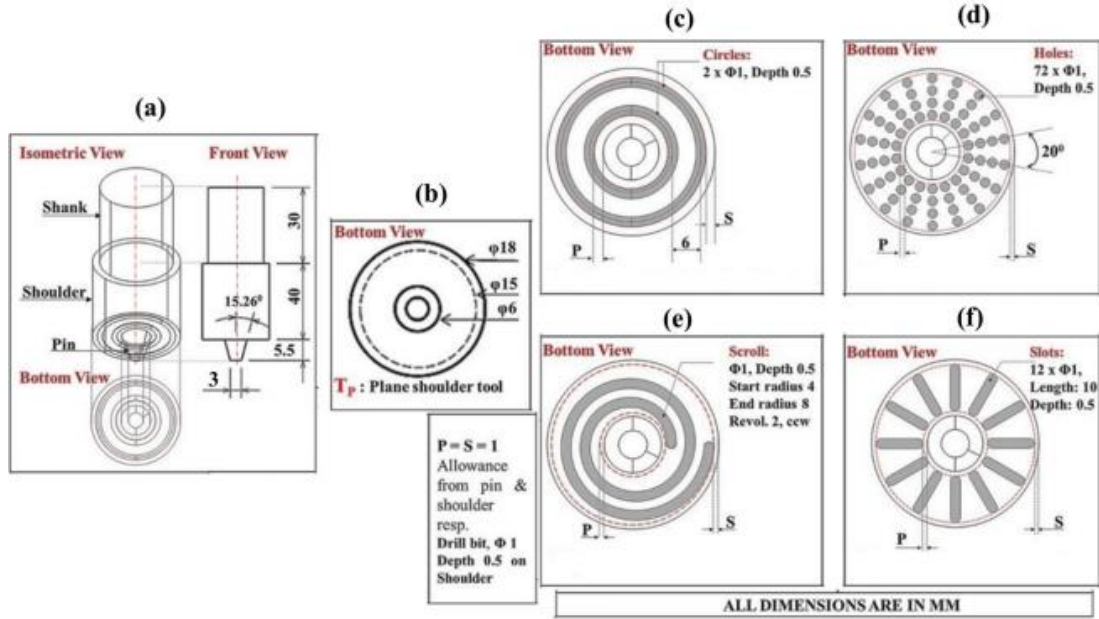 (a)
Isometric View
Front View
Shank
30
Shoulder
15.26⁰
40
Pin
5.5
3
Bottom View
(b)
Bottom View
φ18
φ15
φ6
T_P : Plane shoulder tool
P = S = 1
Allowance
from pin &
shoulder
resp.
Drill bit, Φ 1
Depth 0.5 on
Shoulder
(c)
Bottom View
Circles:
2 x Φ1, Depth 0.5
P
6
S
(d)
Bottom View
Holes:
72 x Φ1,
Depth 0.5
20⁰
P
S
(e)
Bottom View
Scroll:
Φ1, Depth 0.5
Start radius 4
End radius 8
Revol. 2, ccw
P
S
(f)
Bottom View
Slots:
12 x Φ1,
Length: 10
Depth: 0.5
P
S
ALL DIMENSIONS ARE IN MM